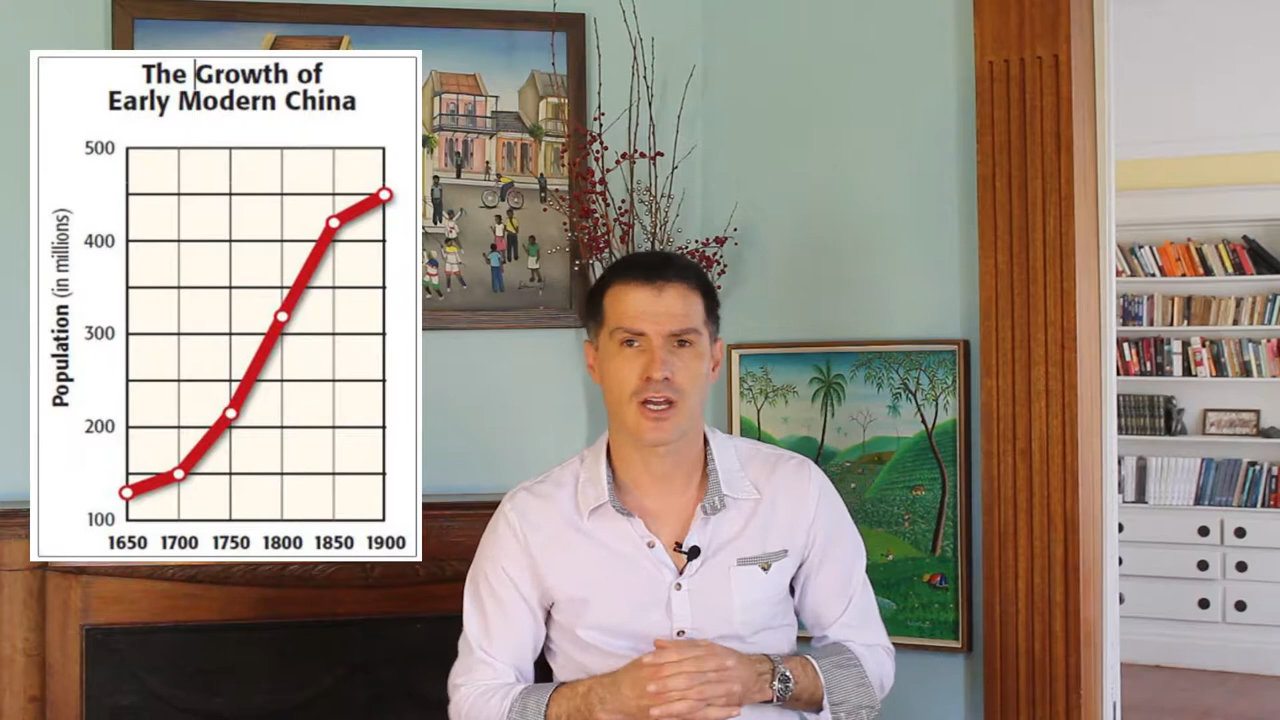 The Growth of
Early Modern China
Population (in millions)
500
400
300
200
100
1650 1700 1750 1800 1850 1900